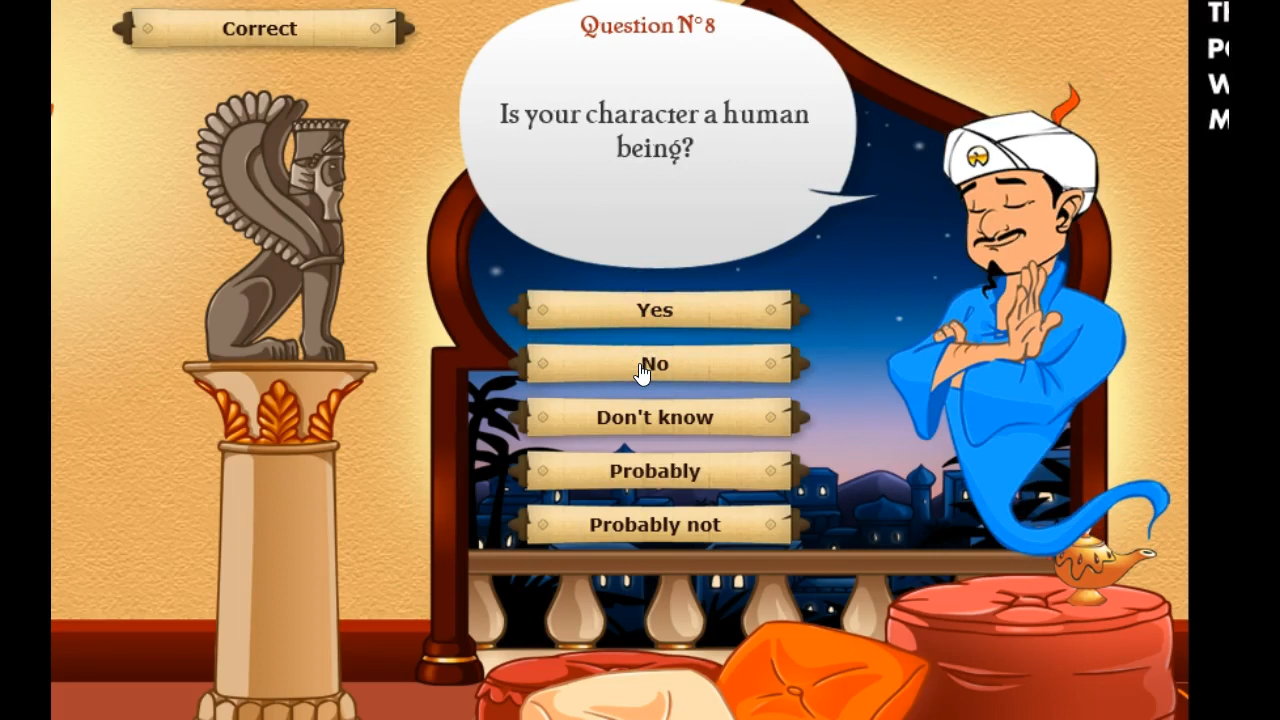 Correct
Question N°8
Is your character a human
being?
Yes
No
Don't know
Probably
Probably not